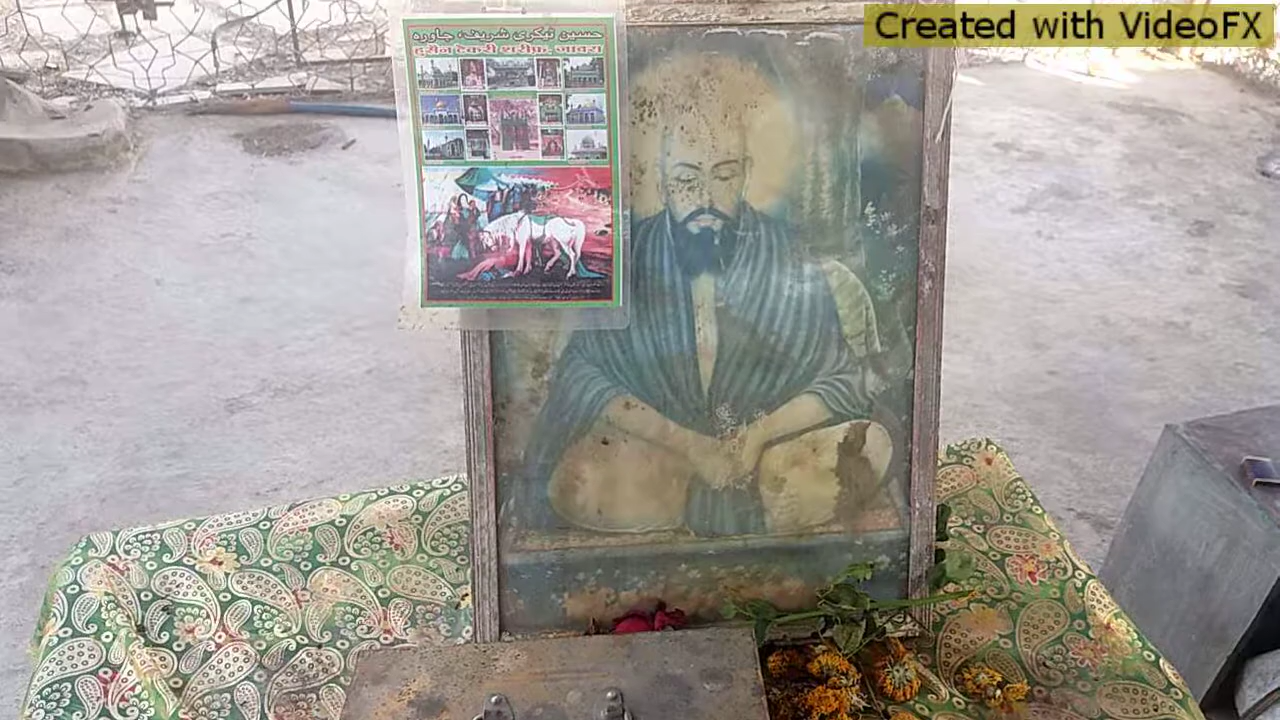 Created with VideoFX
حسین ٹیکری شریف، جاورہ
हुसैन टेकरी शरीफ, जावरा